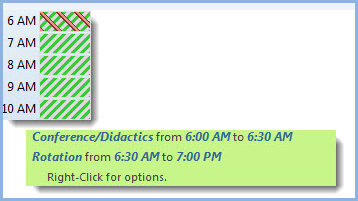 6 AM
7 AM
8 AM
9 AM
10 AM
Conference/Didactics from 6:00 AM to 6:30 AM
Rotation from 6:30 AM to 7:00 PM
Right-Click for options.